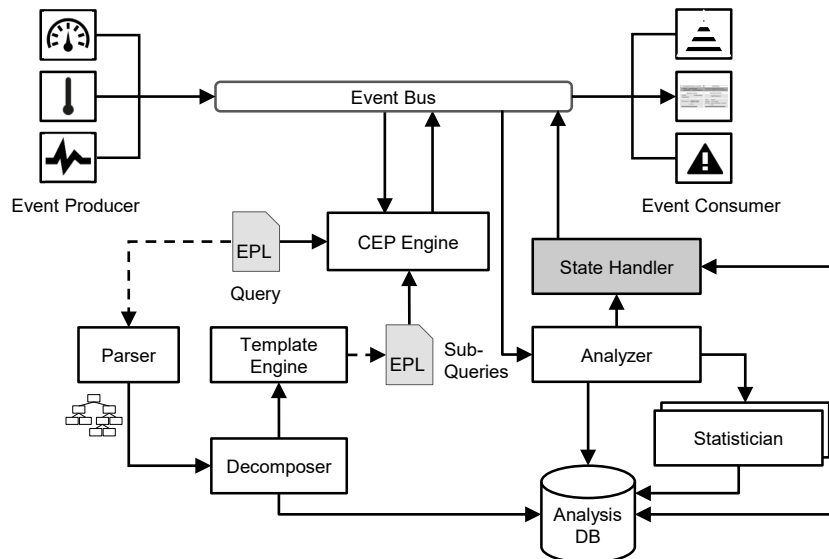 Event Bus
Event Producer
Event Consumer
EPL
CEP Engine
State Handler
Query
Parser
Template
Engine
EPL
Sub-
Queries
Analyzer
Statistician
Decomposer
Analysis
DB